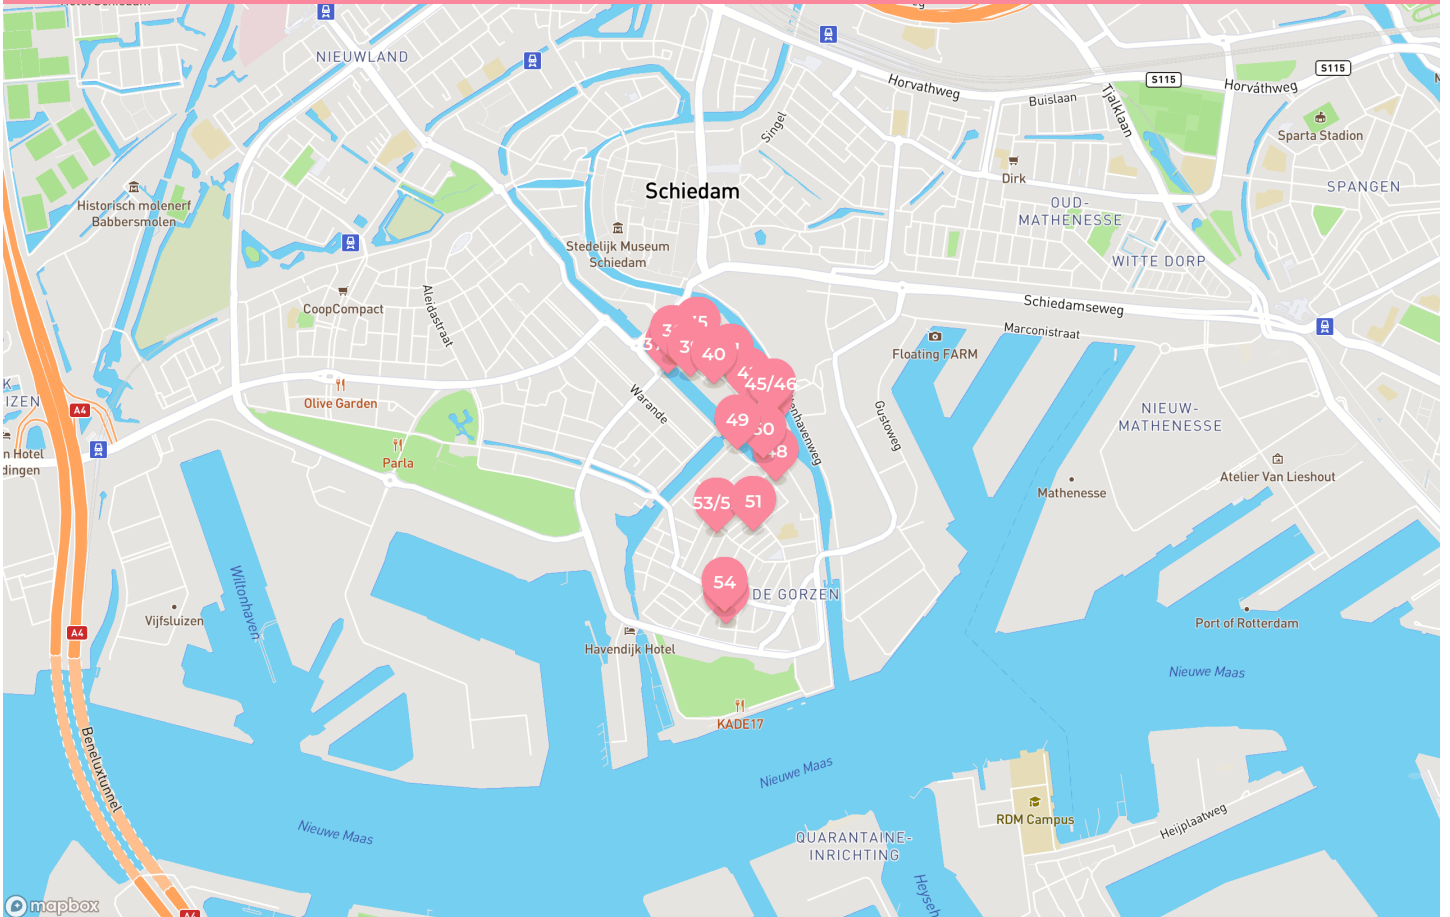 NIEUWLAND
Horvathweg
S115
S115
Buislaan
Horváthweg
Tjalklaan
Singel
Sparta Stadion
Dirk
SPANGEN
Schiedam
Historisch molenerf
Babbersmolen
OUD-
MATHENESSE
Stedelijk Museum
Schiedam
WITTE DORP
CoopCompact
Aleidastraat
Schiedamseweg
Marconistraat
Floating FARM
40
45/46
49
48
51
54
Olive Garden
Warande
Gustoweg
NIEUW-
MATHENESSE
A4
Parla
Atelier Van Lieshout
Mathenesse
Wiltonhaven
Vijfsluizen
DE GORZEN
Port of Rotterdam
A4
Havendijk Hotel
Nieuwe Maas
KADE17
Beneluxtunnel
Nieuwe Maas
RDM Campus
Heijplaatweg
Nieuwe Maas
QUARANTAINE-
INRICHTING
mapbox